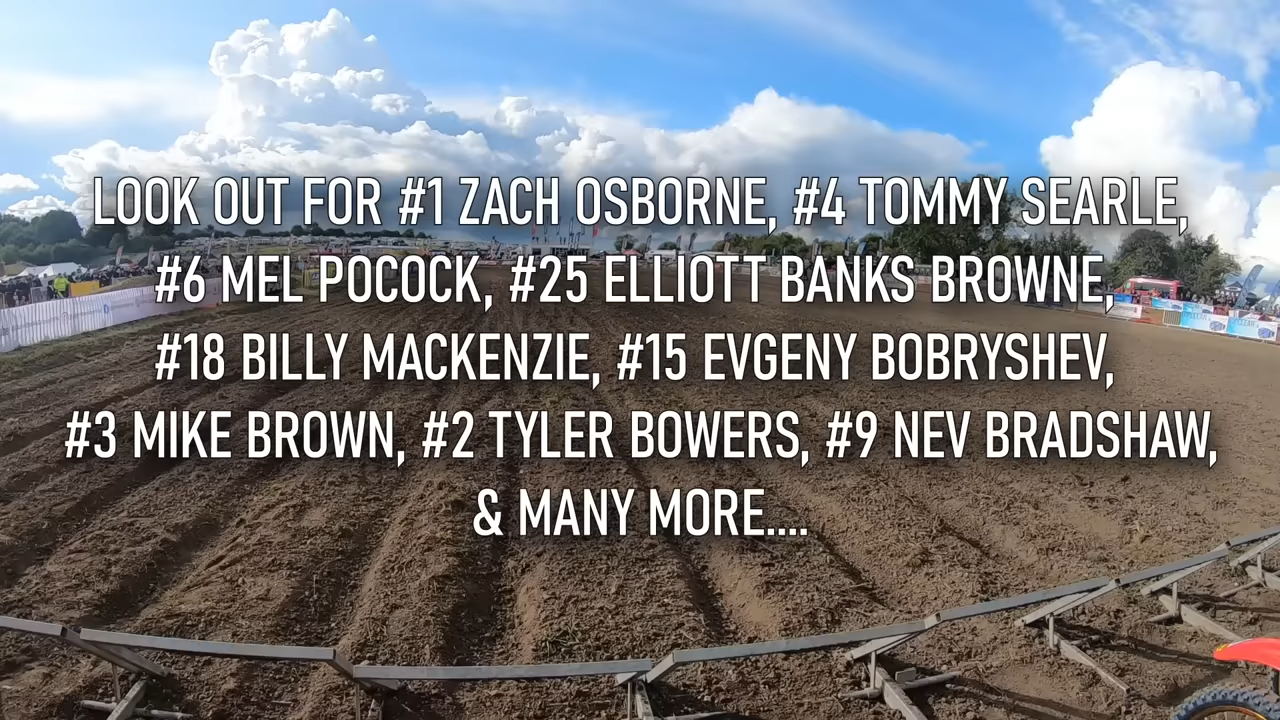 LOOK OUT FOR #1 ZACH OSBORNE, #4 TOMMY SEARLE,
#6 MEL POCOCK, #25 ELLIOTT BANKS BROWNE,
#18 BILLY MACKENZIE, #15 EVGENY BOBRYSHEV,
#3 MIKE BROWN, #2 TYLER BOWERS, #9 NEV BRADSHAW,
& MANY MORE....